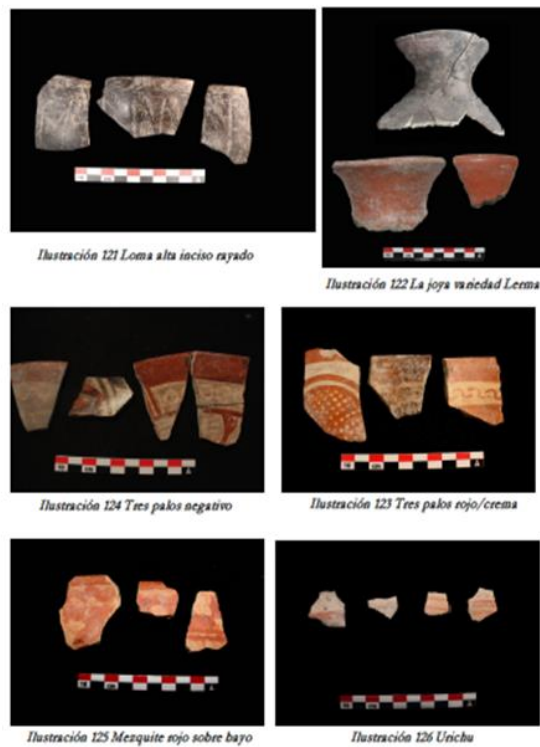 Ilustración 121 Loma alta inciso rayado
Ilustración 122 La joya variedad Lerma
Ilustración 124 Tres palos negativo
Ilustración 123 Tres palos rojo/crema
Ilustración 125 Mezquite rojo sobre bayo
Ilustración 126 Urichu